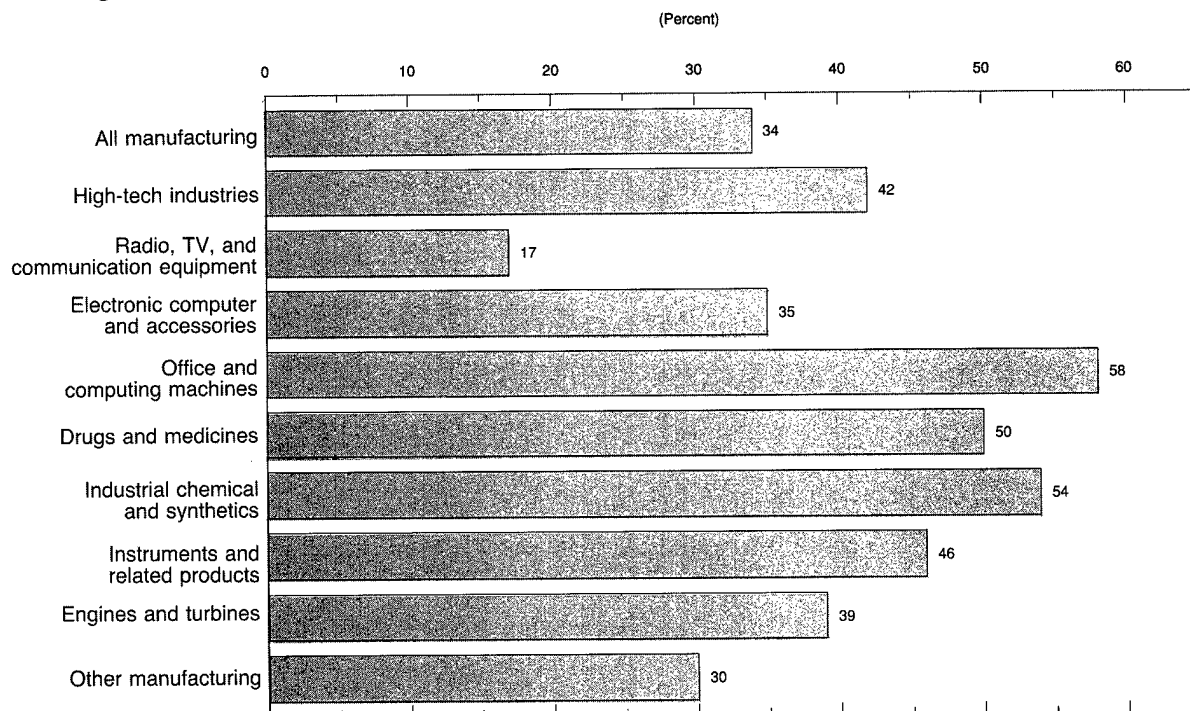 (Percent)
0 10 20 30 40 50 60
All manufacturing 34
High-tech industries 42
Radio, TV, and
communication equipment 17
Electronic computer
and accessories 35
Office and
computing machines 58
Drugs and medicines 50
Industrial chemical
and synthetics 54
Instruments and
related products 46
Engines and turbines 39
Other manufacturing 30